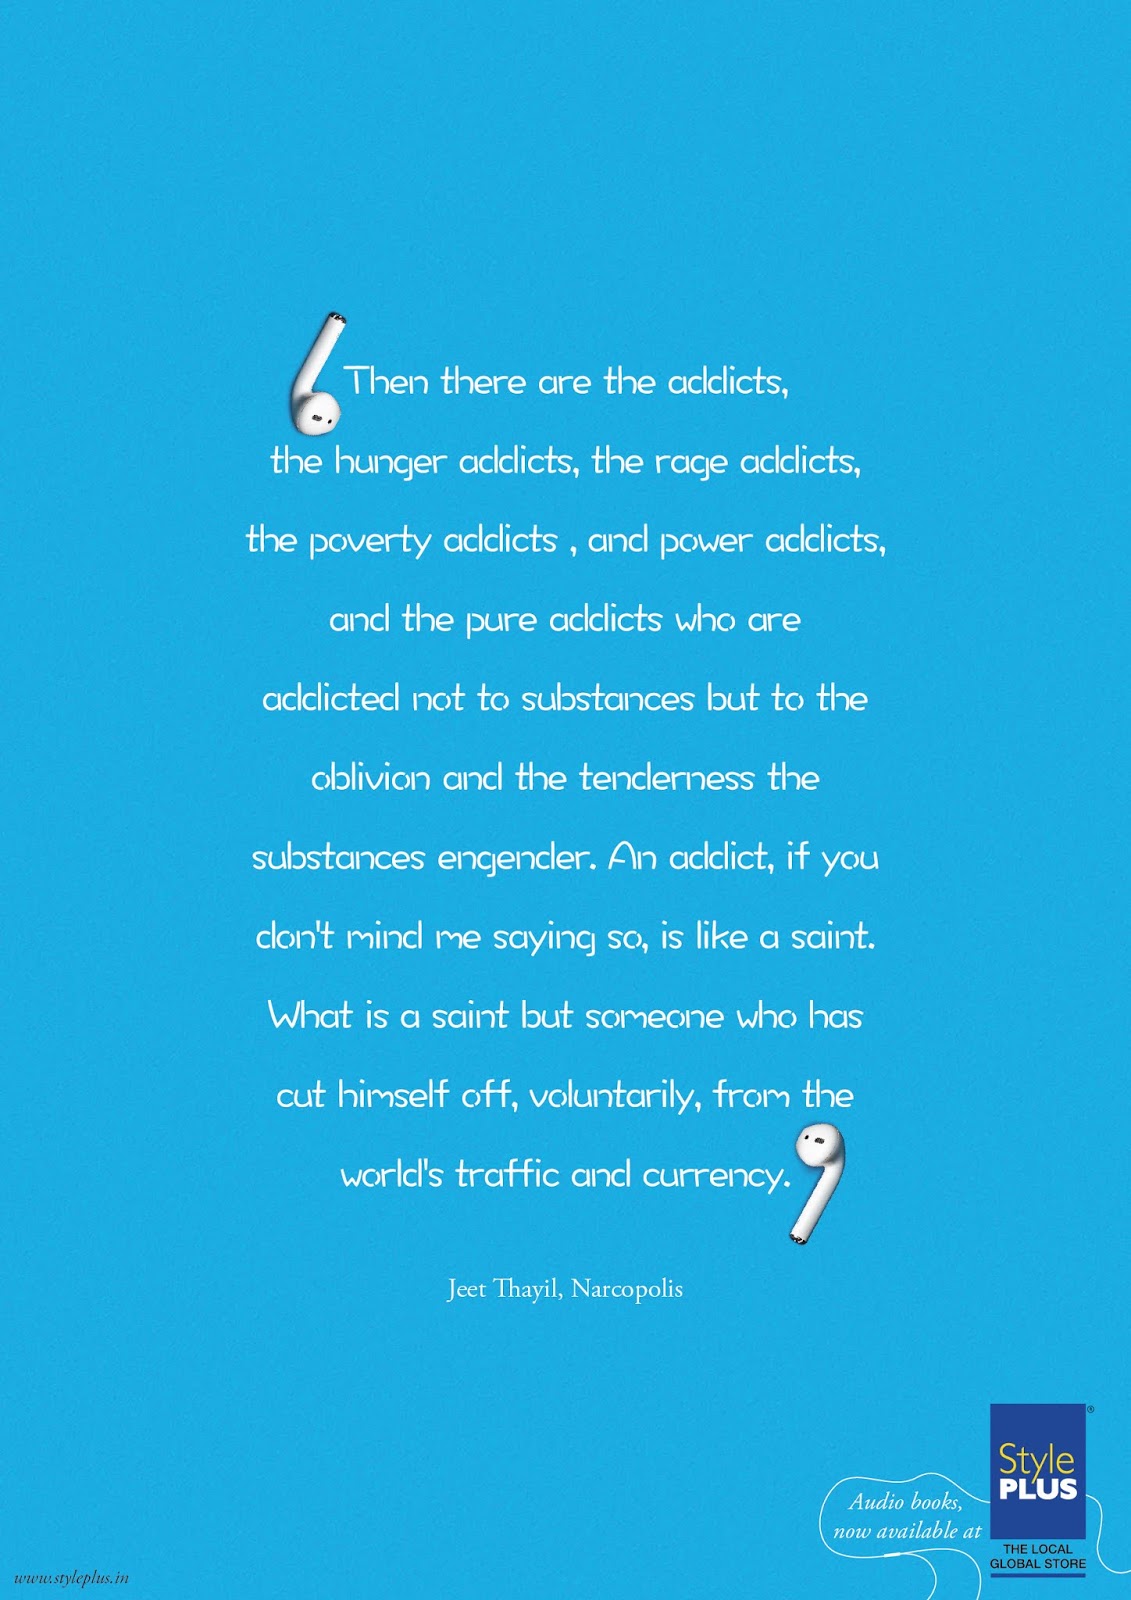 Then there are the addicts,
the hunger addicts, the rage addicts,
the poverty addicts , and power addicts,
and the pure addicts who are
addicted not to substances but to the
oblivion and the tenderness the
substances engender. An addict, if you
don't mind me saying so, is like a saint.
What is a saint but someone who has
cut himself off, voluntarily, from the
world's traffic and currency.
Jeet Thayil, Narcopolis
Style®
PLUS
Audio books,
now available at
THE LOCAL
GLOBAL STORE
www.styleplus.in